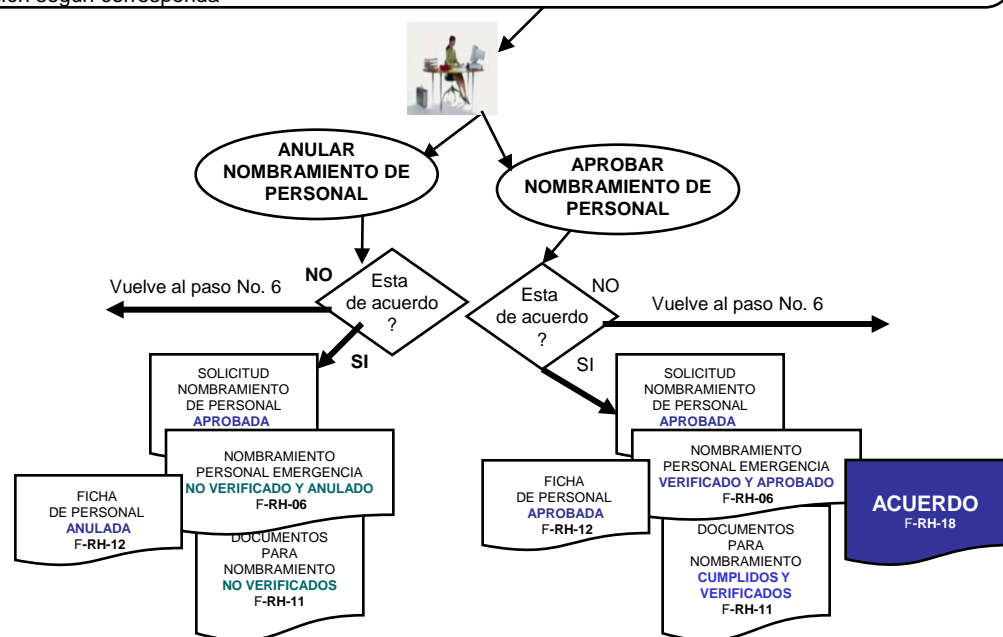 según corresponda
ANULAR
NOMBRAMIENTO DE
PERSONAL
APROBAR
NOMBRAMIENTO DE
PERSONAL
Vuelve al paso No. 6
NO
Esta
de acuerdo
?
SI
Esta
de acuerdo
?
NO
Vuelve al paso No. 6
SI
SOLICITUD
NOMBRAMIENTO
DE PERSONAL
APROBADA
NOMBRAMIENTO
PERSONAL EMERGENCIA
NO VERIFICADO Y ANULADO
F-RH-06
FICHA
DE PERSONAL
ANULADA
F-RH-12
DOCUMENTOS
PARA
NOMBRAMIENTO
NO VERIFICADOS
F-RH-11
SOLICITUD
NOMBRAMIENTO
DE PERSONAL
APROBADA
NOMBRAMIENTO
PERSONAL EMERGENCIA
VERIFICADO Y APROBADO
F-RH-06
FICHA
DE PERSONAL
APROBADA
F-RH-12
DOCUMENTOS
PARA
NOMBRAMIENTO
CUMPLIDOS Y
VERIFICADOS
F-RH-11
ACUERDO
F-RH-18